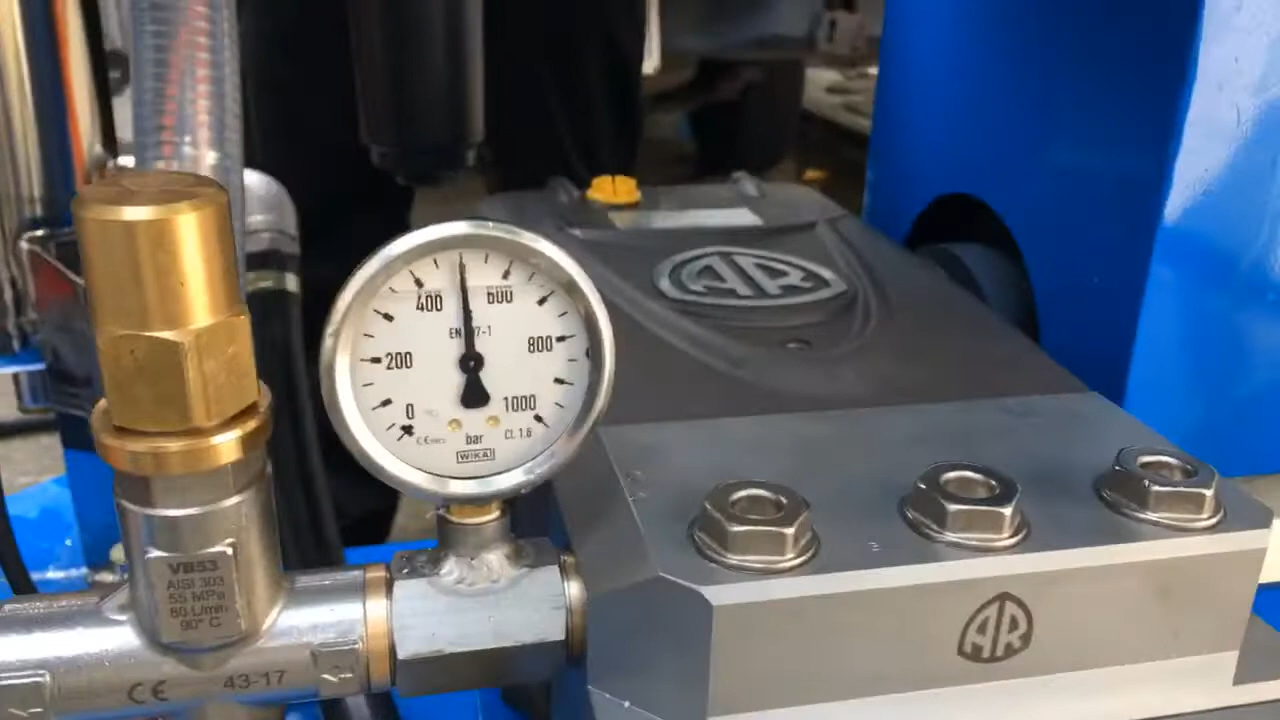 AR
400
600
200
800
0
1000
bar
CL 1.6
WIKAI
VB53
AISI 303
55 MPa
80 L/min
90° C
CE
43-17
AR